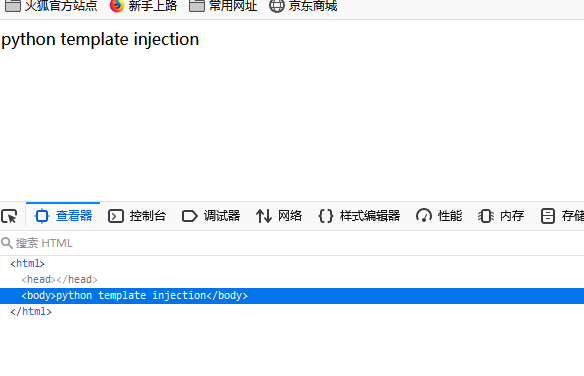 火狐官方站点 新手上路 常用网址 京东商城
python template injection
查看器 控制台 调试器 网络 样式编辑器 性能 内存 存储
搜索 HTML
<html>
<head></head>
<body>python template injection</body>
</html>